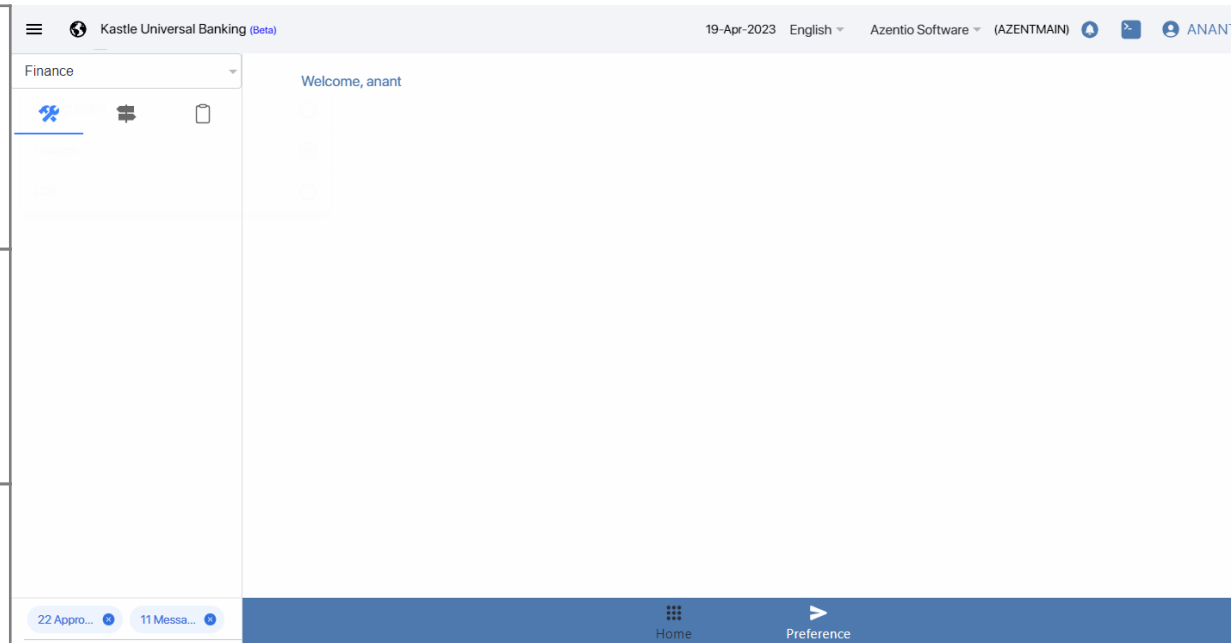 Kastle Universal Banking (Beta)
19-Apr-2023 English Azentio Software (AZENTMAIN) ANANT
Finance
Welcome, anant
22 Appro... 11 Messa...
Home Preference